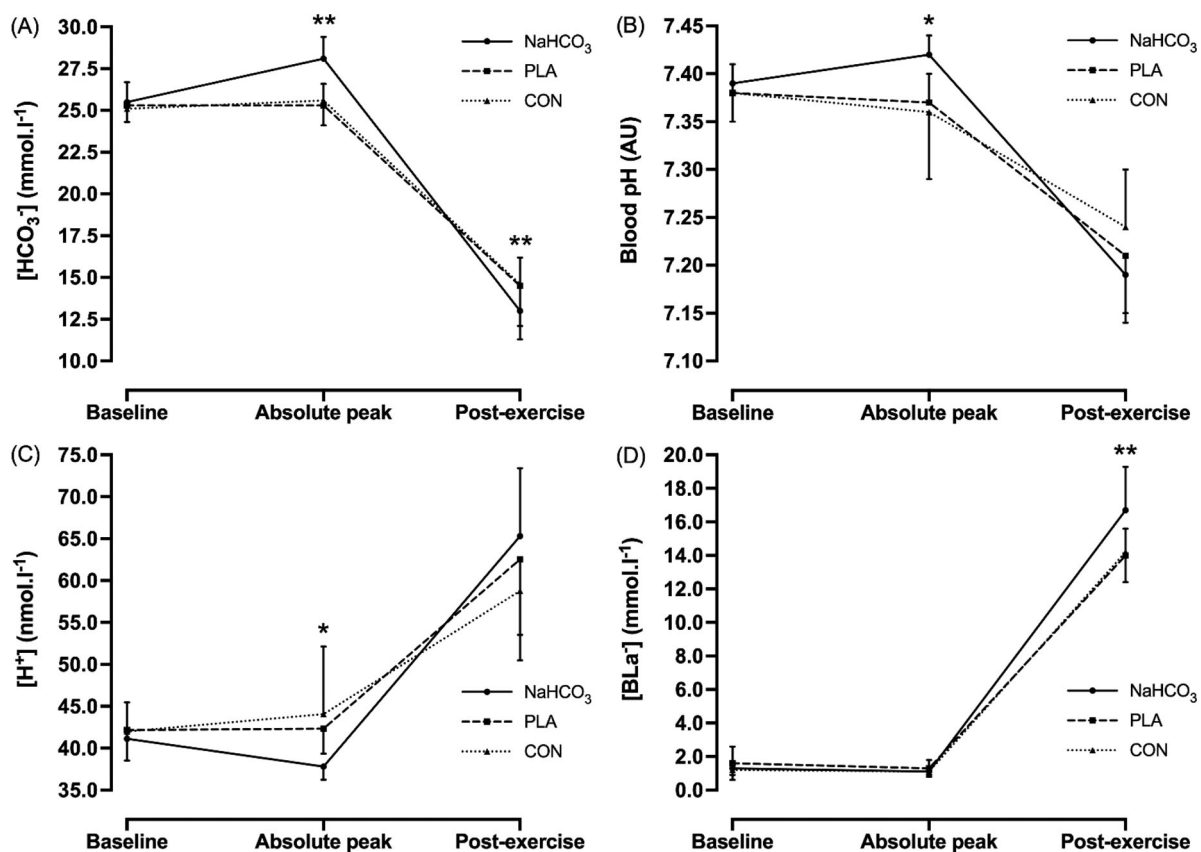 (A)
**
**
NaHCO₃
PLA
CON
[HCO₃⁻] (mmol.l⁻¹)
30.0
27.5
25.0
22.5
20.0
17.5
15.0
12.5
10.0
Baseline
Absolute peak
Post-exercise
(B)
*
NaHCO₃
PLA
CON
Blood pH (AU)
7.45
7.40
7.35
7.30
7.25
7.20
7.15
7.10
Baseline
Absolute peak
Post-exercise
(C)
*
NaHCO₃
PLA
CON
[H⁺] (nmol.l⁻¹)
75.0
70.0
65.0
60.0
55.0
50.0
45.0
40.0
35.0
Baseline
Absolute peak
Post-exercise
(D)
**
NaHCO₃
PLA
CON
[BLa⁻] (mmol.l⁻¹)
20.0
18.0
16.0
14.0
12.0
10.0
8.0
6.0
4.0
2.0
0.0
Baseline
Absolute peak
Post-exercise